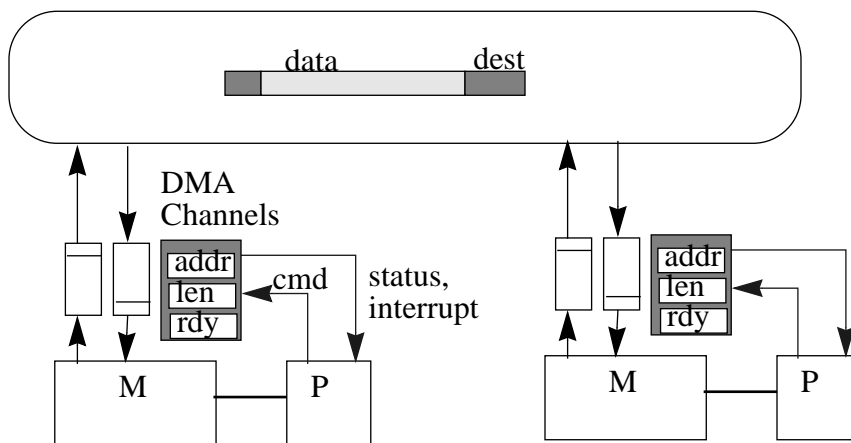 data dest
DMA
Channels
addr
len
rdy
cmd
status,
interrupt
M
P
addr
len
rdy
M
P